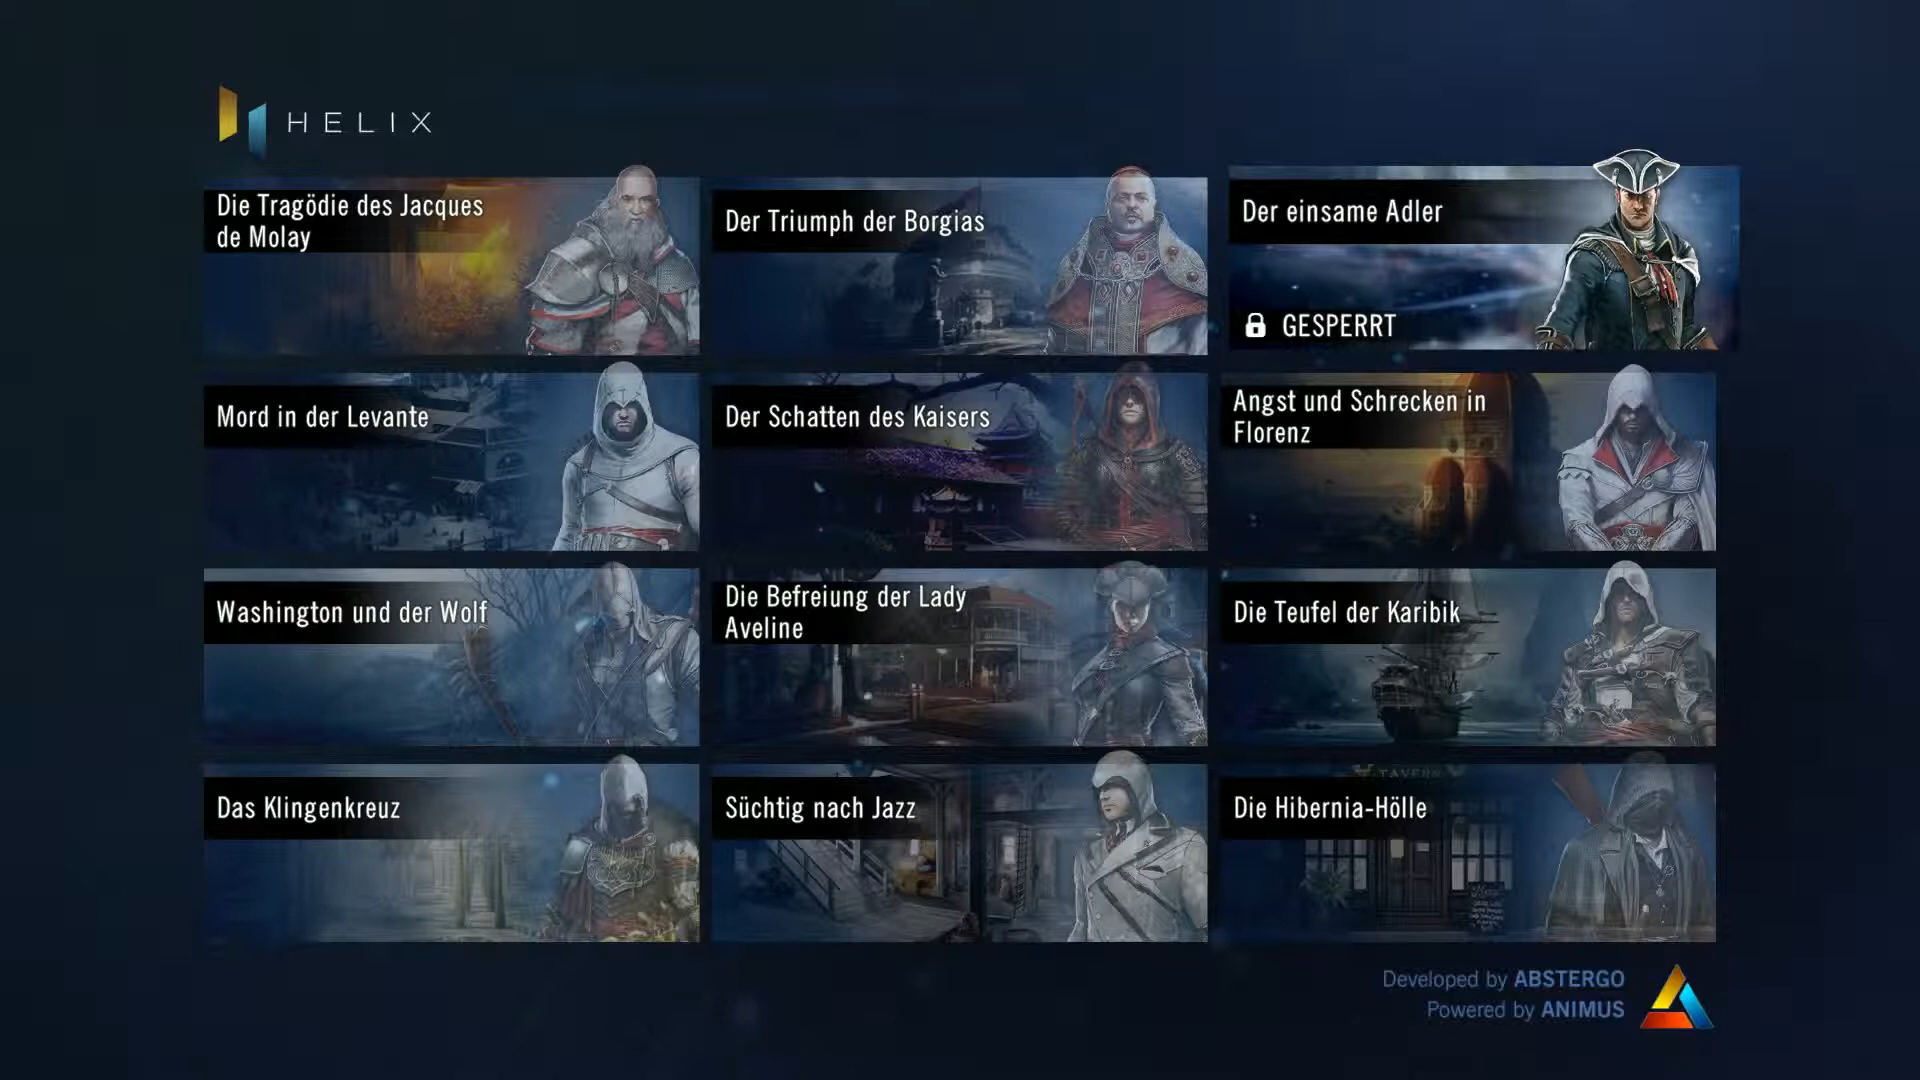 HELIX
Die Tragödie des Jacques
de Molay
Der Triumph der Borgias
Der einsame Adler
GESPERRT
Mord in der Levante
Der Schatten des Kaisers
Angst und Schrecken in
Florenz
Washington und der Wolf
Die Befreiung der Lady
Aveline
Die Teufel der Karibik
Das Klingenkreuz
Süchtig nach Jazz
Die Hibernia-Hölle
TAVERN
Developed by ABSTERGO
Powered by ANIMUS